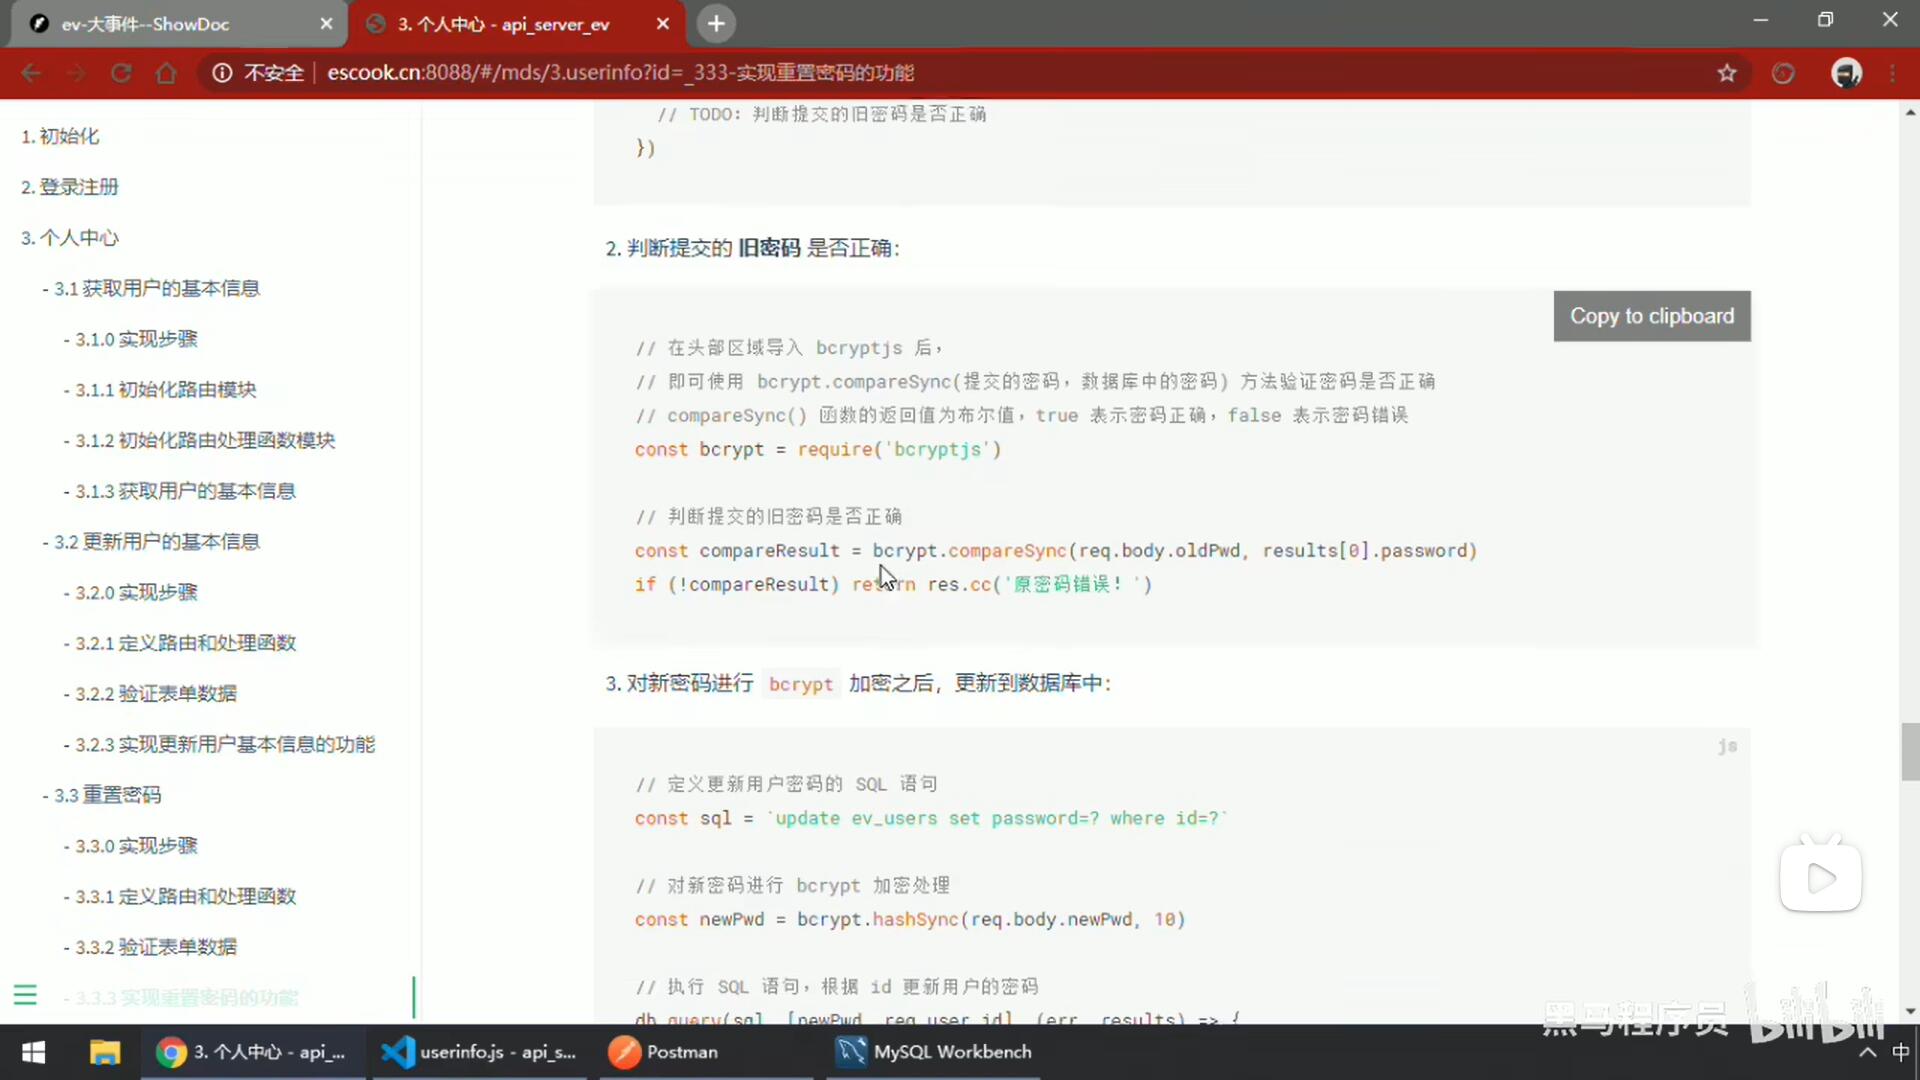 ev-大事件--ShowDoc
3. 个人中心 - api_server_ev
不安全
escook.cn:8088/#/mds/3.userinfo?id=_333-实现重置密码的功能
1. 初始化
2. 登录注册
3. 个人中心
- 3.1 获取用户的基本信息
- 3.1.0 实现步骤
- 3.1.1 初始化路由模块
- 3.1.2 初始化路由处理函数模块
- 3.1.3 获取用户的基本信息
- 3.2 更新用户的基本信息
- 3.2.0 实现步骤
- 3.2.1 定义路由和处理函数
- 3.2.2 验证表单数据
- 3.2.3 实现更新用户基本信息的功能
- 3.3 重置密码
- 3.3.0 实现步骤
- 3.3.1 定义路由和处理函数
- 3.3.2 验证表单数据
- 3.3.3 实现重置密码的功能
// TODO: 判断提交的旧密码是否正确
})
2. 判断提交的 旧密码 是否正确：
Copy to clipboard
// 在头部区域导入 bcryptjs 后，
// 即可使用 bcrypt.compareSync(提交的密码，数据库中的密码) 方法验证密码是否正确
// compareSync() 函数的返回值为布尔值，true 表示密码正确，false 表示密码错误
const bcrypt = require('bcryptjs')
// 判断提交的旧密码是否正确
const compareResult = bcrypt.compareSync(req.body.oldPwd, results[0].password)
if (!compareResult) return res.cc('原密码错误！')
3. 对新密码进行 bcrypt 加密之后，更新到数据库中：
js
// 定义更新用户密码的 SQL 语句
const sql = `update ev_users set password=? where id=?`
// 对新密码进行 bcrypt 加密处理
const newPwd = bcrypt.hashSync(req.body.newPwd, 10)
// 执行 SQL 语句，根据 id 更新用户的密码
db.query(sql, [newPwd, req.user.id], (err, results) => {
黑马程序员 bilibili
3. 个人中心 - api_...
userinfo.js - api_s...
Postman
MySQL Workbench
中